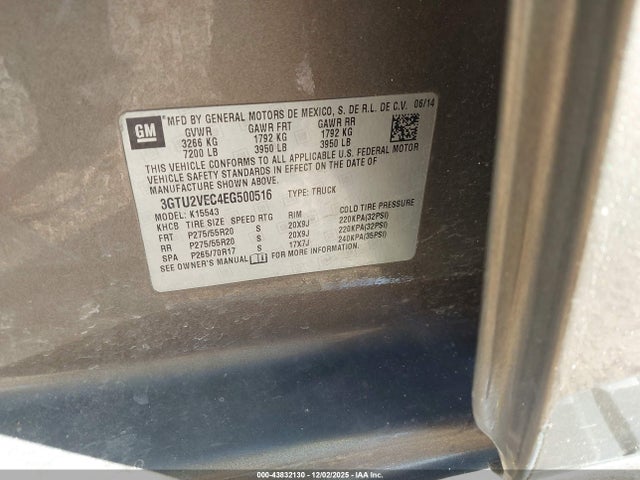 GM
MFD BY GENERAL MOTORS DE MEXICO, S. DE R.L. DE C.V. 06/14
GVWR GAWR FRT GAWR RR
3266 KG 1792 KG 1792 KG
7200 LB 3950 LB 3950 LB
THIS VEHICLE CONFORMS TO ALL APPLICABLE U.S. FEDERAL MOTOR
VEHICLE SAFETY STANDARDS IN EFFECT ON THE DATE OF
MANUFACTURE SHOWN ABOVE.
3GTU2VEC4EG500516 TYPE: TRUCK
MODEL: K15543
KHCB TIRE SIZE SPEED RTG RIM COLD TIRE PRESSURE
FRT P275/55R20 S 20X9J 220KPA(32PSI)
RR P275/55R20 S 20X9J 220KPA(32PSI)
SPA P265/70R17 S 17X7J 240KPA(35PSI)
SEE OWNER'S MANUAL FOR MORE INFORMATION.
000-43832130 - 12/02/2025 - IAA Inc.